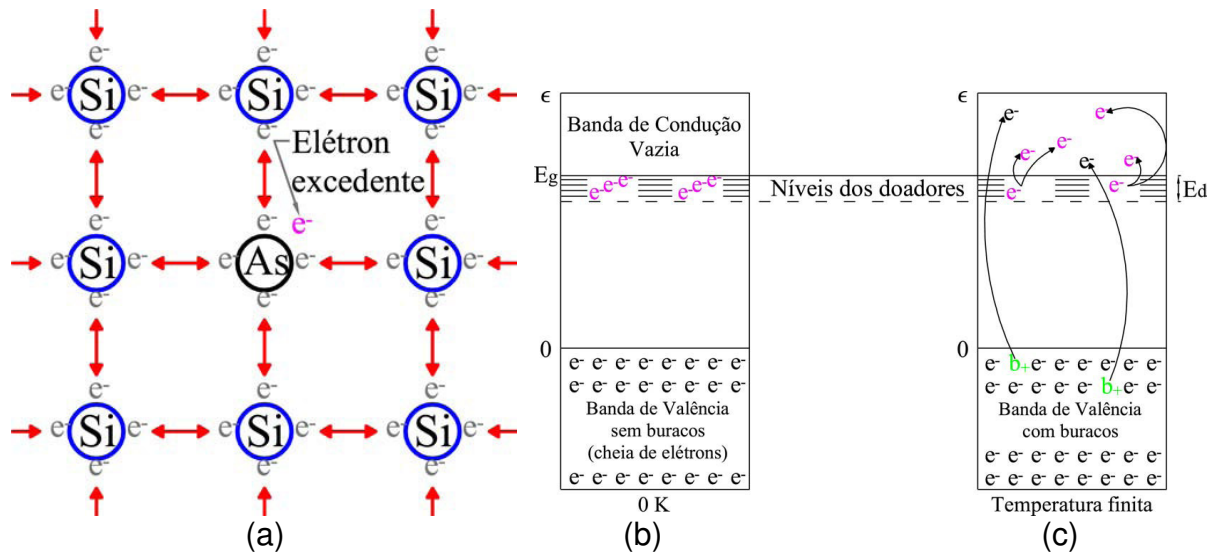 e- e- e-
e- Si e- e- Si e- e- Si e-
e- e- e-
Elétron
excedente
e-
e- e- e-
e- Si e- e- As e- e- Si e-
e- e- e-
e- e- e-
e- Si e- e- Si e- e- Si e-
e- e- e-
(a)
ϵ
Banda de Condução
Vazia
Eg
e- e- e- e- e- e-
0
e- e- e- e- e- e- e- e-
e- e- e- e- e- e- e- e-
Banda de Valência
sem buracos
(cheia de elétrons)
e- e- e- e- e- e- e- e-
0 K
(b)
Níveis dos doadores
ϵ
e- e-
e- e- e- e-
e- e-
Ed
0
e- b+ e- e- e- e- e- e-
e- e- e- e- e- b+ e- e-
Banda de Valência
com buracos
e- e- e- e- e- e- e- e-
e- e- e- e- e- e- e- e-
Temperatura finita
(c)